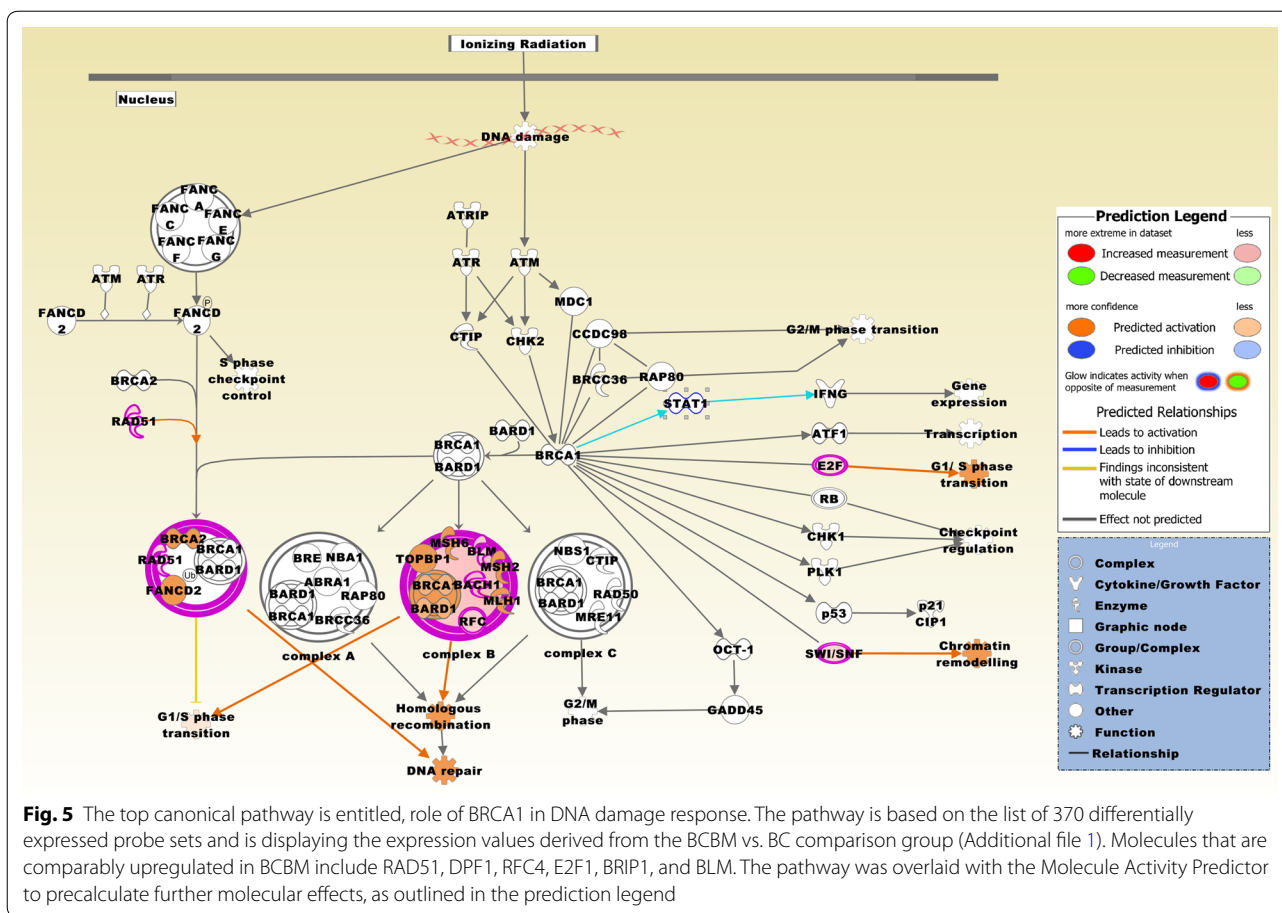 Ionizing Radiation
Nucleus
DNA damage
FANC
A
FANC
C
FANC
E
FANC
F
FANC
G
ATRIP
ATR
ATM
ATM
ATR
MDC1
FANCD
2
P
FANCD
2
CTIP
CHK2
CCDC98
G2/M phase transition
S phase
checkpoint
control
BRCC36
RAP80
BRCA2
STAT1
IFNG
Gene
expression
RAD51
BARD1
ATF1
Transcription
BRCA1
BARD1
BRCA1
E2F
G1/ S phase
transition
RB
CHK1
Checkpoint
regulation
PLK1
BRCA2
RAD51
BRCA1
BARD1
Ub
FANCD2
BRE
NBA1
ABRA1
BARD1
RAP80
BRCA1
BRCC36
complex A
MSH6
TOPBP1
BLM
MSH2
BRCA1
BACH1
BARD1
MLH1
RFC
complex B
NBS1
CTIP
BRCA1
RAD50
BARD1
MRE11
complex C
p53
p21
CIP1
OCT-1
SWI/SNF
Chromatin
remodelling
G1/S phase
transition
Homologous
recombination
G2/M
phase
GADD45
DNA repair
Prediction Legend
more extreme in dataset less
Increased measurement
Decreased measurement
more confidence less
Predicted activation
Predicted inhibition
Glow indicates activity when
opposite of measurement
Predicted Relationships
Leads to activation
Leads to inhibition
Findings inconsistent
with state of downstream
molecule
Effect not predicted
Legend
Complex
Cytokine/Growth Factor
Enzyme
Graphic node
Group/Complex
Kinase
Transcription Regulator
Other
Function
Relationship
Fig. 5 The top canonical pathway is entitled, role of BRCA1 in DNA damage response. The pathway is based on the list of 370 differentially
expressed probe sets and is displaying the expression values derived from the BCBM vs. BC comparison group (Additional file 1). Molecules that are
comparably upregulated in BCBM include RAD51, DPF1, RFC4, E2F1, BRIP1, and BLM. The pathway was overlaid with the Molecule Activity Predictor
to precalculate further molecular effects, as outlined in the prediction legend